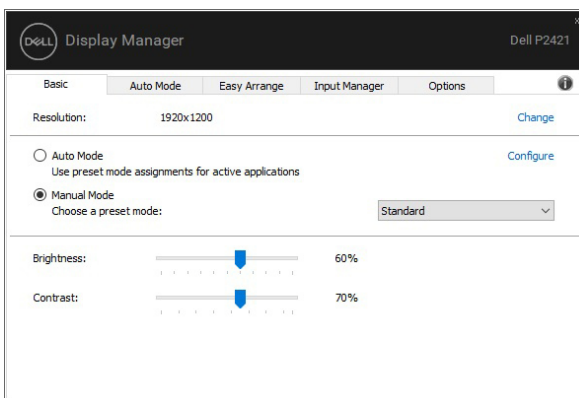 DELL Display Manager Dell P2421
Basic Auto Mode Easy Arrange Input Manager Options
Resolution: 1920x1200 Change
Auto Mode Configure
Use preset mode assignments for active applications
Manual Mode
Choose a preset mode: Standard
Brightness: 60%
Contrast: 70%